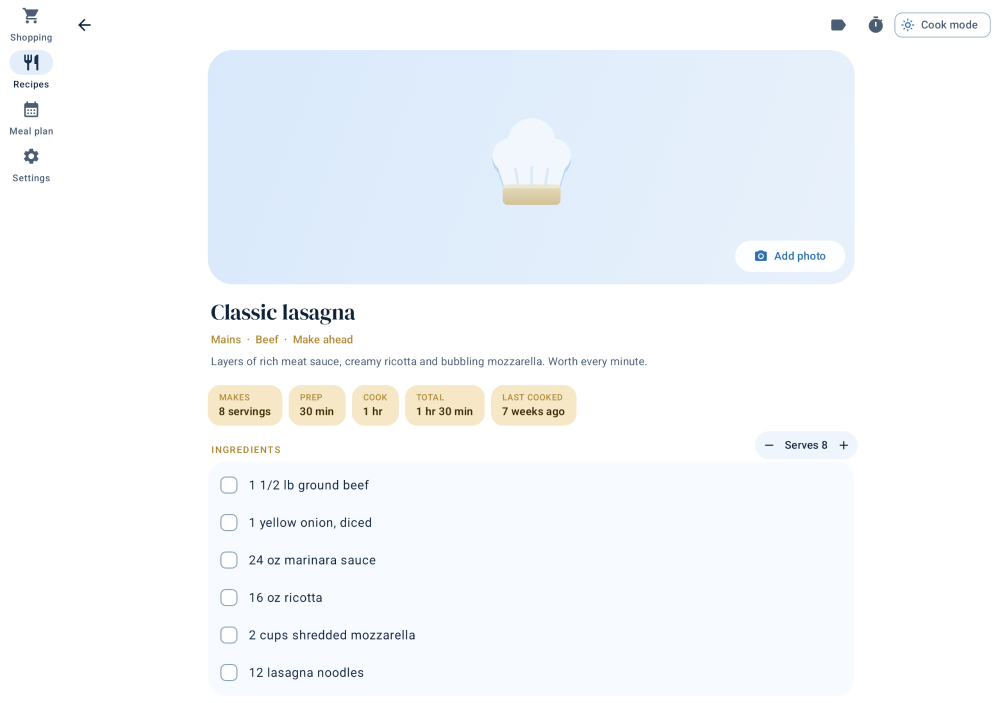 Shopping
Recipes
Meal plan
Settings
Cook mode
Add photo
Classic lasagna
Mains · Beef · Make ahead
Layers of rich meat sauce, creamy ricotta and bubbling mozzarella. Worth every minute.
MAKES
8 servings
PREP
30 min
COOK
1 hr
TOTAL
1 hr 30 min
LAST COOKED
7 weeks ago
INGREDIENTS
− Serves 8 +
1 1/2 lb ground beef
1 yellow onion, diced
24 oz marinara sauce
16 oz ricotta
2 cups shredded mozzarella
12 lasagna noodles